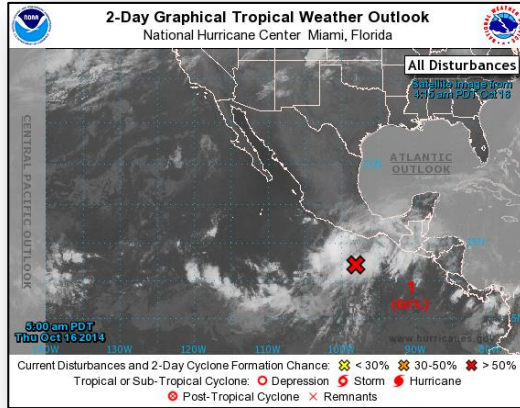 2-Day Graphical Tropical Weather Outlook
National Hurricane Center Miami, Florida
All Disturbances
Satellite image from
4:15 am PDT Oct 16
CENTRAL PACIFIC OUTLOOK
ATLANTIC
OUTLOOK
1
www.hurricanes.gov
5:00 am PDT
Thu Oct 16 2014
140W
130W
120W
110W
100W
90W
80W
Current Disturbances and 2-Day Cyclone Formation Chance: < 30% 30-50% > 50%
Tropical or Sub-Tropical Cyclone: Depression Storm Hurricane
Post-Tropical Cyclone Remnants